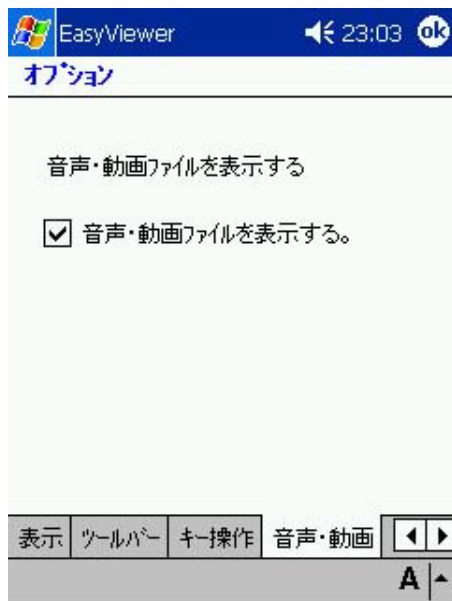 EasyViewer 23:03 ok
ｵﾌﾟｼｮﾝ
音声･動画ﾌｧｲﾙを表示する
音声･動画ﾌｧｲﾙを表示する。
表示 ﾂｰﾙﾊﾞｰ ｷｰ操作 音声･動画
A